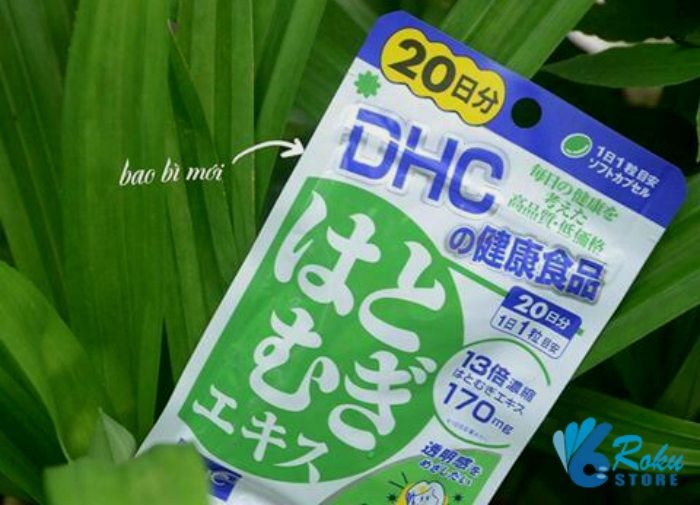 20日分
1日1粒目安
ソフトカプセル
DHC
毎日の健康を
考えた
高品質・低価格
の健康食品
はとむぎ
エキス
20日分
1日1粒目安
13倍濃縮
はとむぎエキス
170mg
透明感を
めざしたい
bao bì mới
Roku
STORE